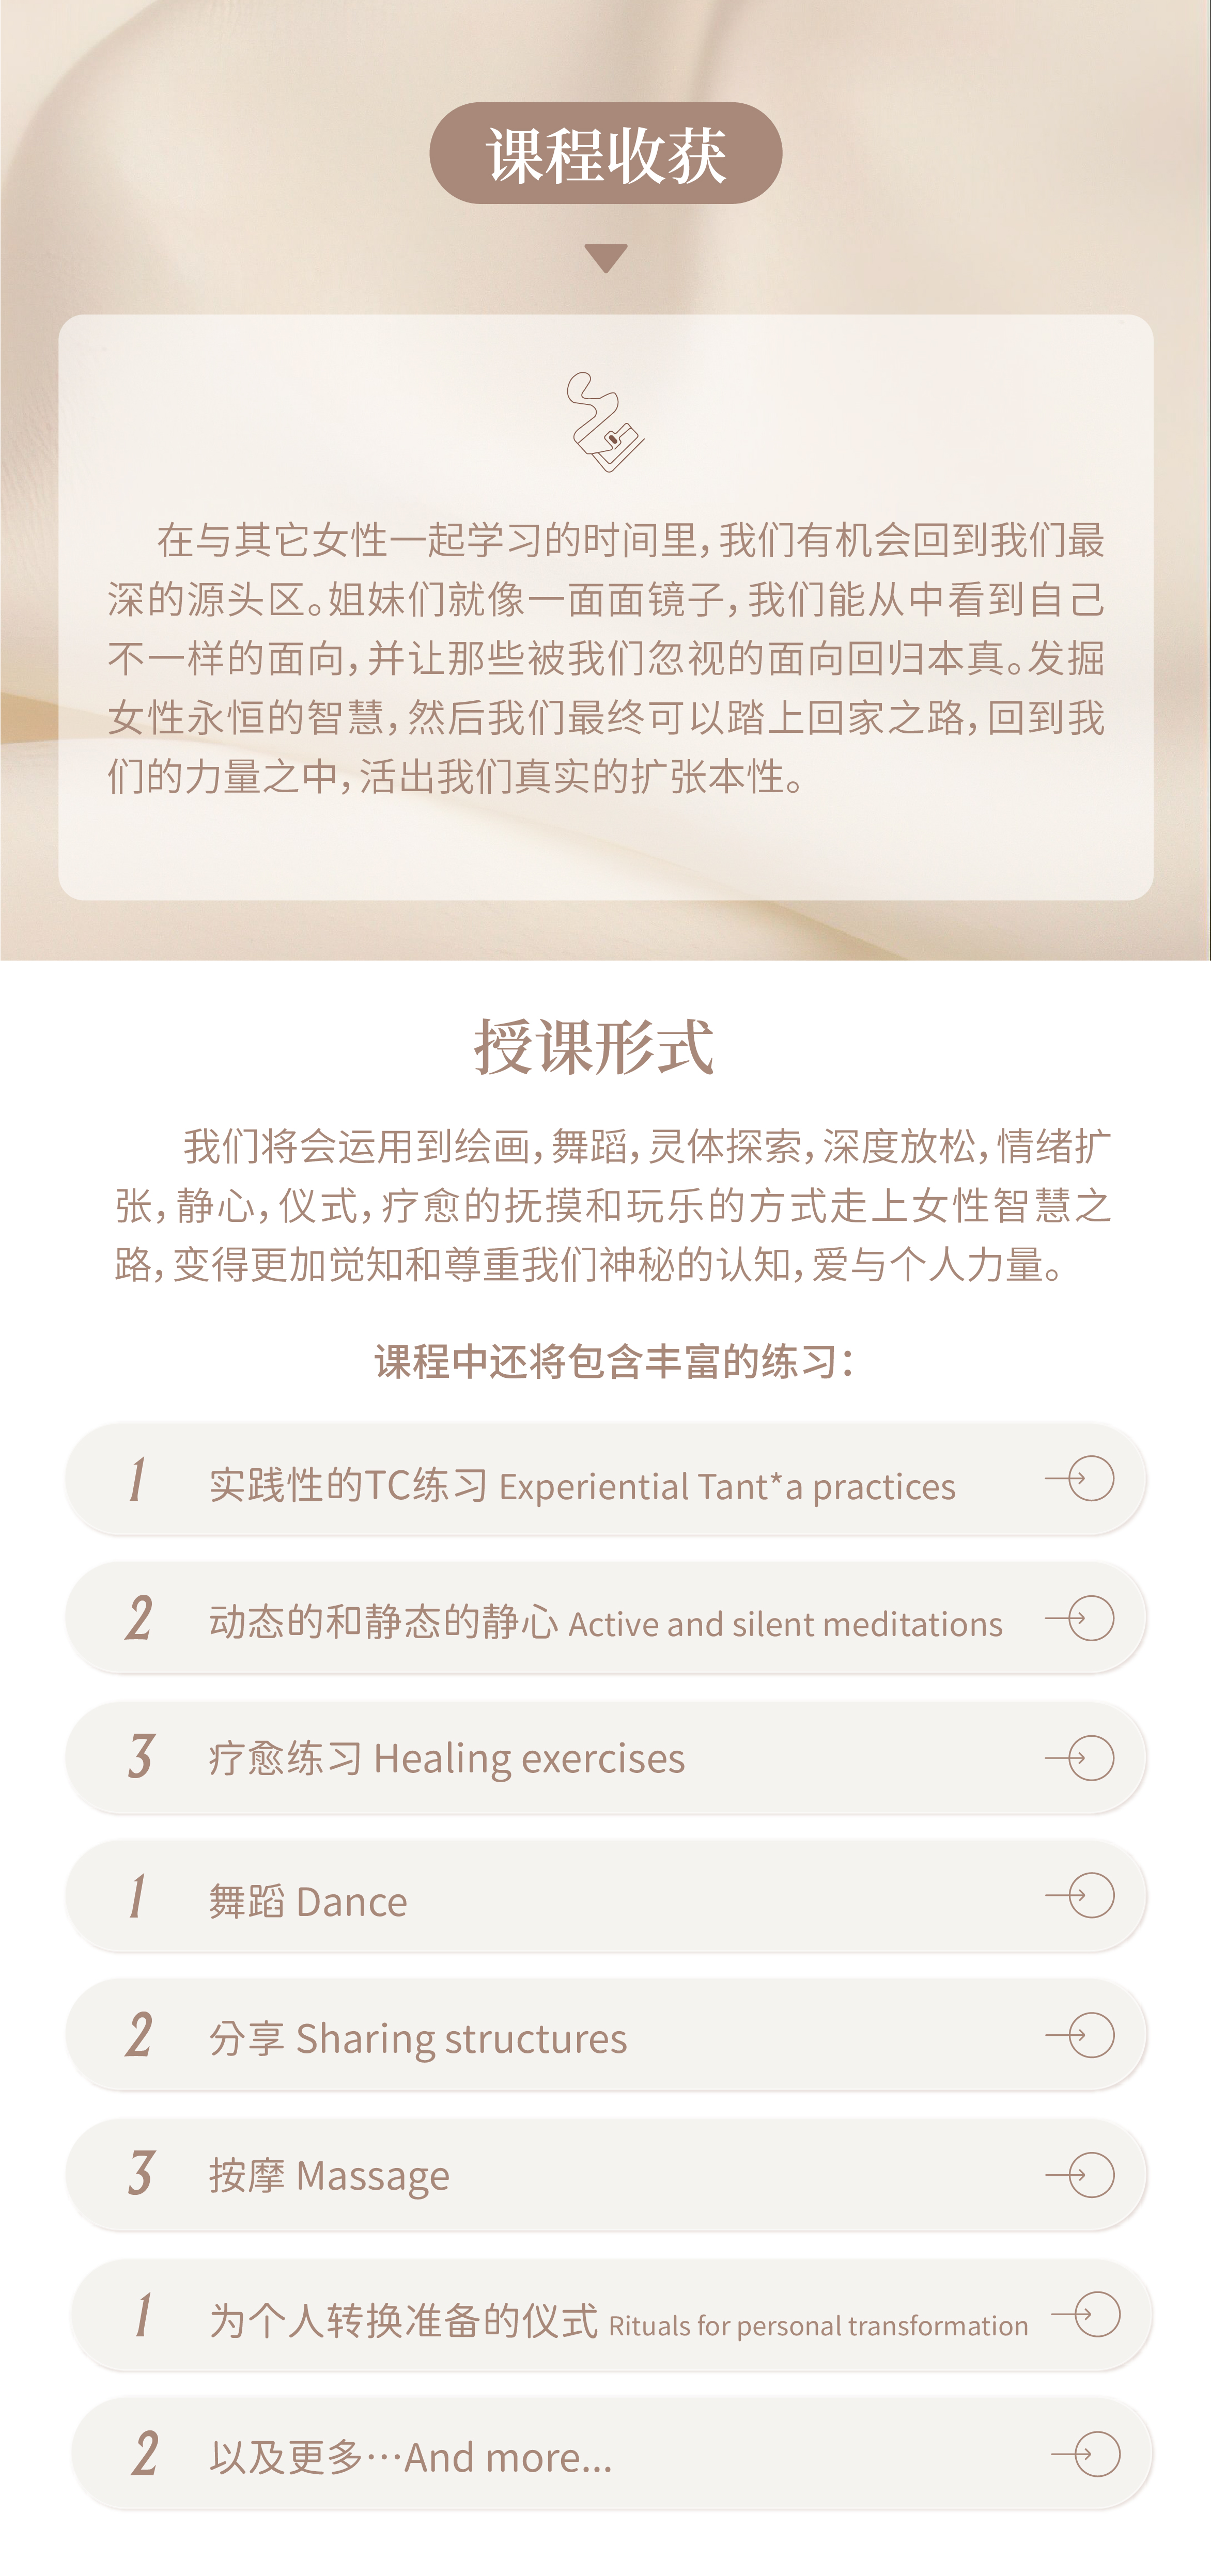 课程收获
在与其它女性一起学习的时间里，我们有机会回到我们最
深的源头区。姐妹们就像一面面镜子，我们能从中看到自己
不一样的面向，并让那些被我们忽视的面向回归本真。发掘
女性永恒的智慧，然后我们最终可以踏上回家之路，回到我
们的力量之中，活出我们真实的扩张本性。
授课形式
我们将会运用到绘画，舞蹈，灵体探索，深度放松，情绪扩
张，静心，仪式，疗愈的抚摸和玩乐的方式走上女性智慧之
路，变得更加觉知和尊重我们神秘的认知，爱与个人力量。
课程中还将包含丰富的练习：
1 实践性的TC练习 Experiential Tant*a practices
2 动态的和静态的静心 Active and silent meditations
3 疗愈练习 Healing exercises
1 舞蹈 Dance
2 分享 Sharing structures
3 按摩 Massage
1 为个人转换准备的仪式 Rituals for personal transformation
2 以及更多…And more...